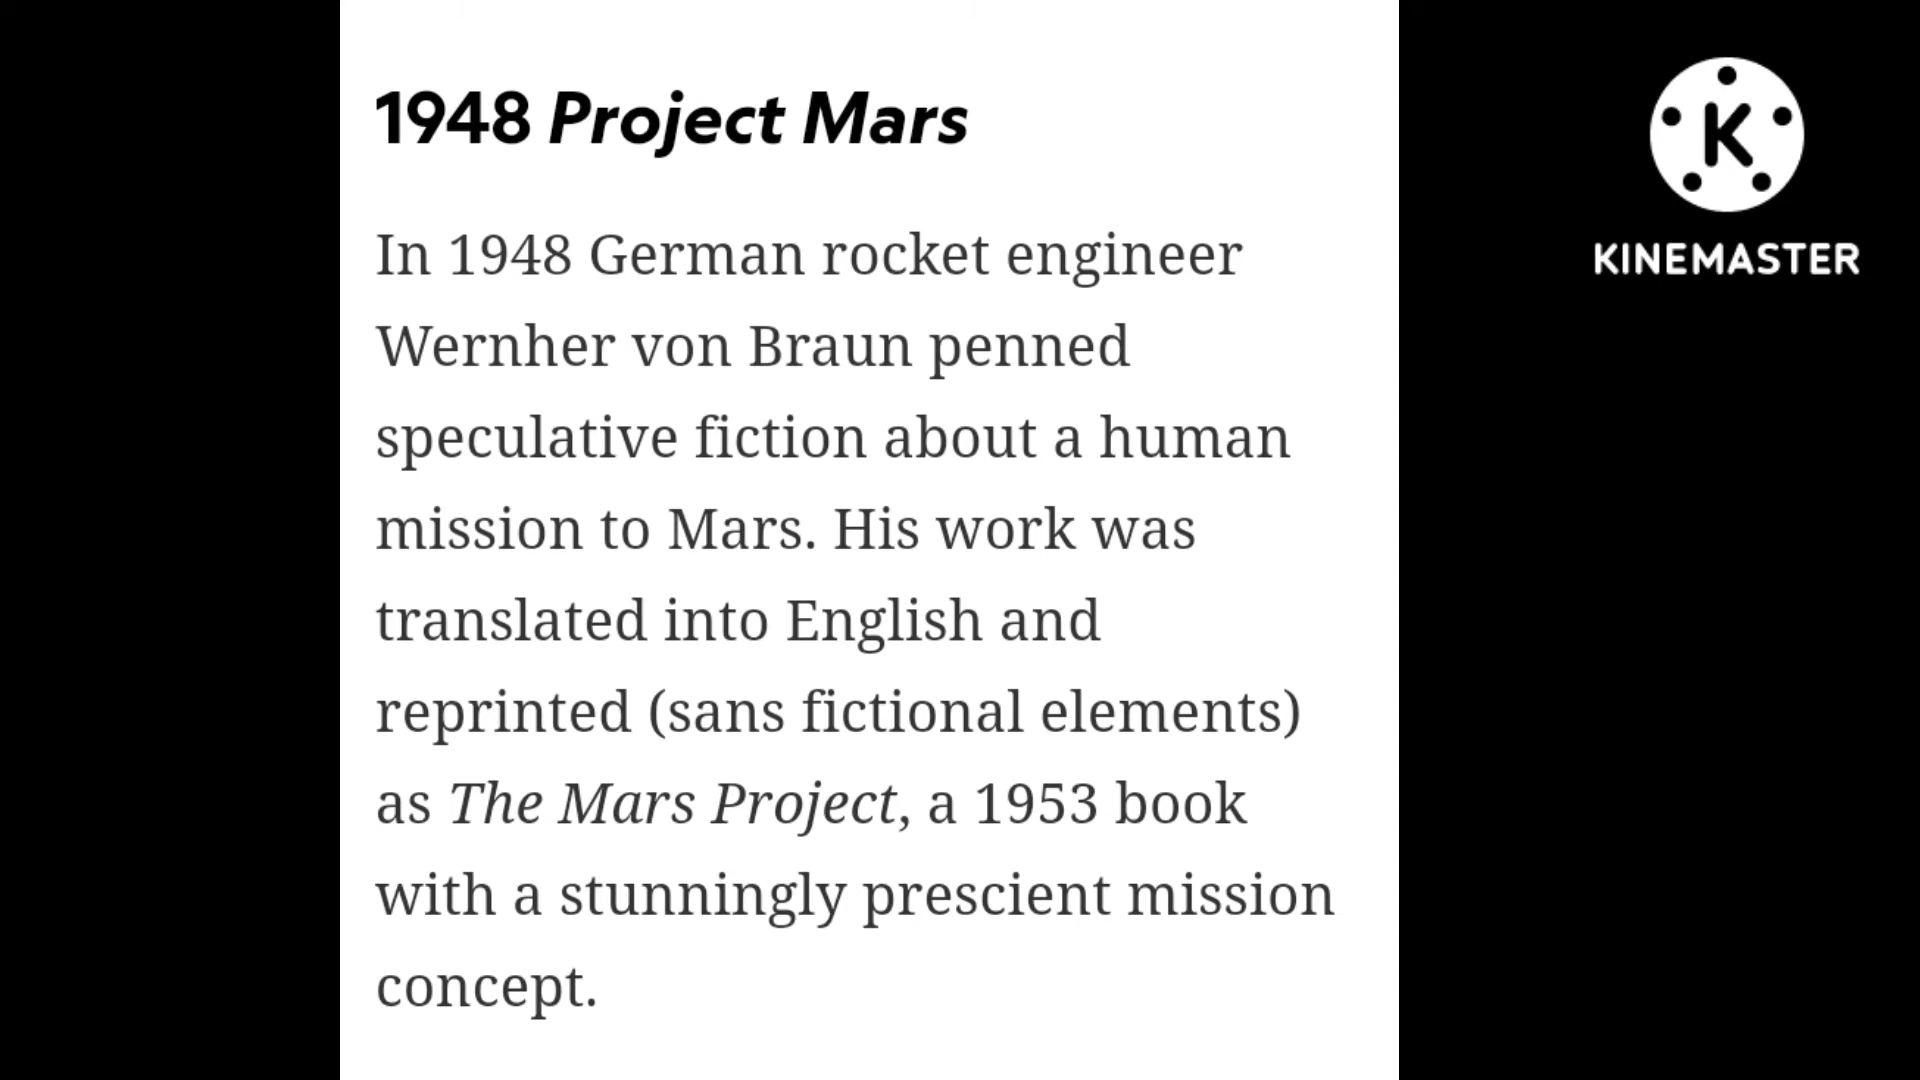 1948 Project Mars
In 1948 German rocket engineer
Wernher von Braun penned
speculative fiction about a human
mission to Mars. His work was
translated into English and
reprinted (sans fictional elements)
as The Mars Project, a 1953 book
with a stunningly prescient mission
concept.
K
KINEMASTER